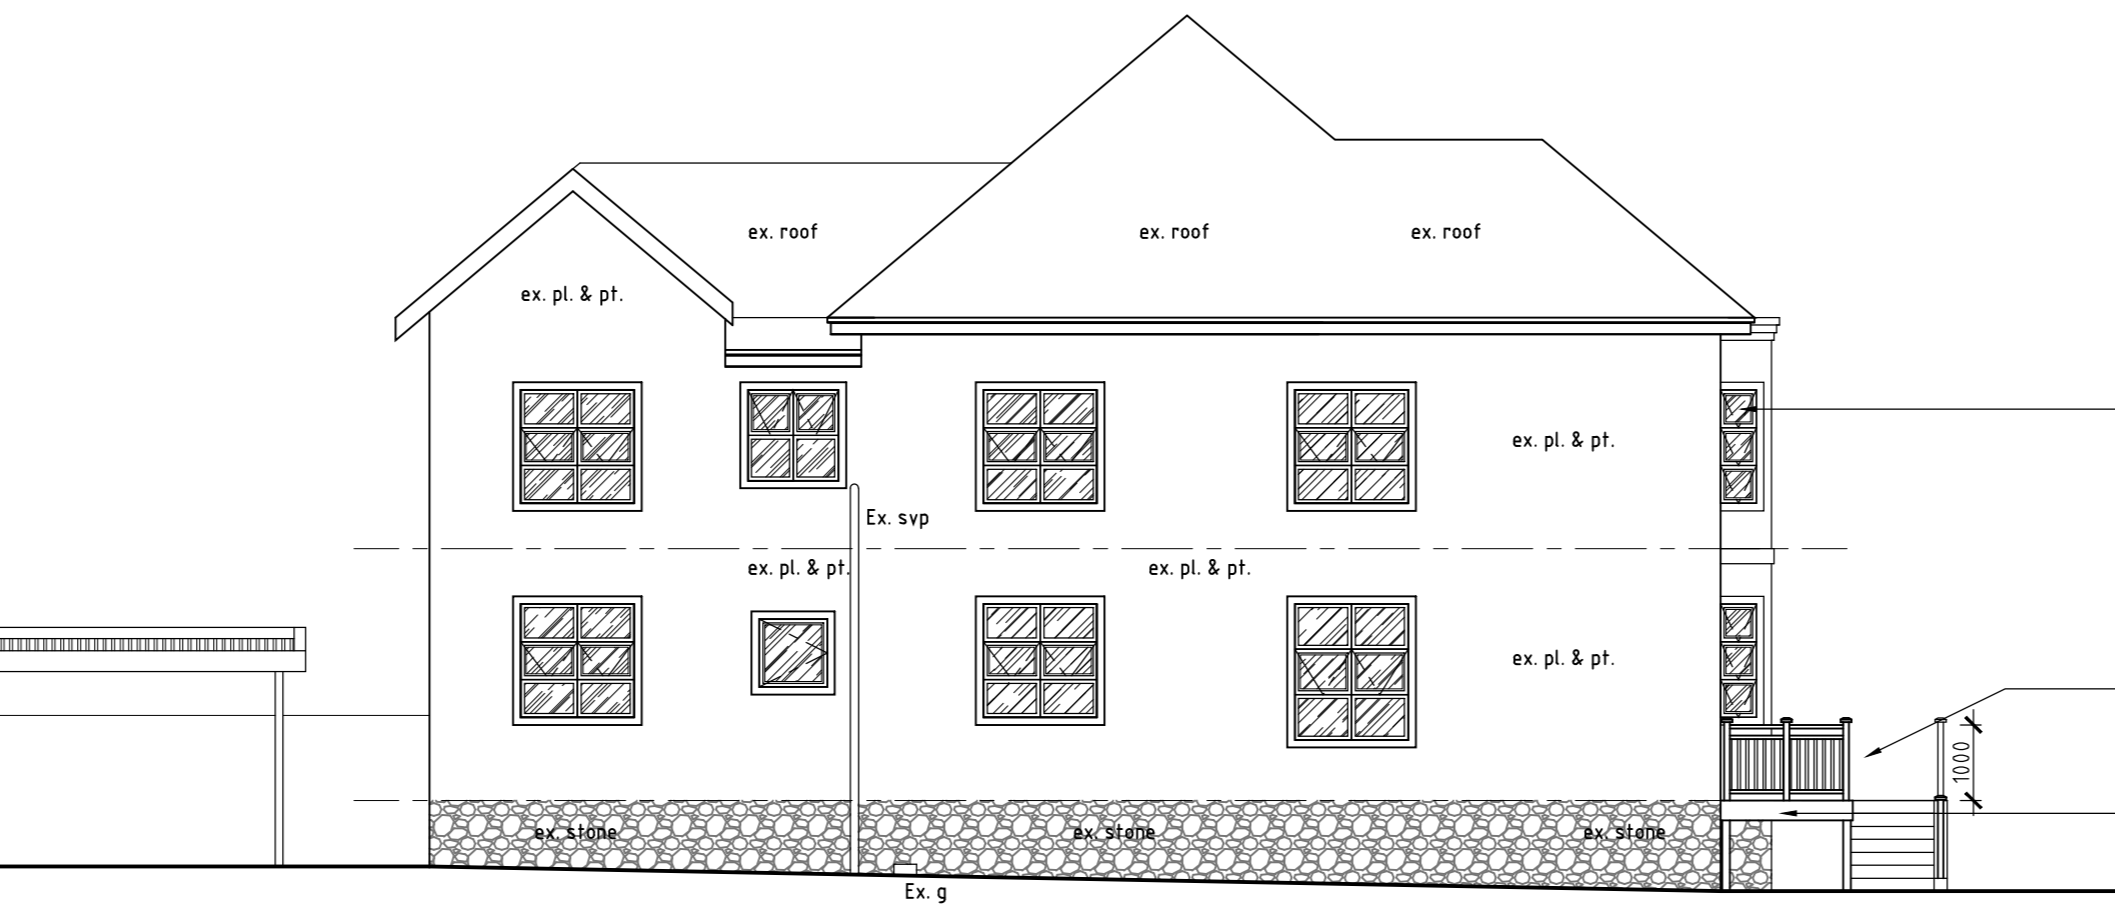 ex. roof
ex. roof
ex. roof
ex. pl. & pt.
ex. pl. & pt.
Ex. svp
ex. pl. & pt.
ex. pl. & pt.
ex. pl. & pt.
1000
ex. stone
ex. stone
ex. stone
Ex. g